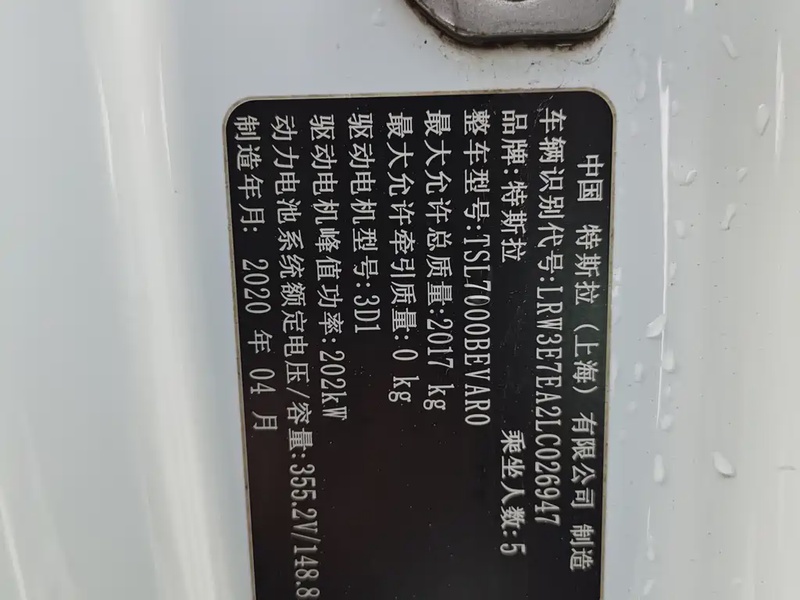 中国 特斯拉（上海）有限公司 制造
车辆识别代号:LRW3E7EA2LC026947
品牌:特斯拉 乘坐人数:5
整车型号:TSL7000BEVAR0
最大允许总质量:2017 kg
最大允许牵引质量:0 kg
驱动电机型号:3D1
驱动电机峰值功率:202kW
动力电池系统额定电压/容量:355.2V/148.8
制造年月: 2020 年 04 月